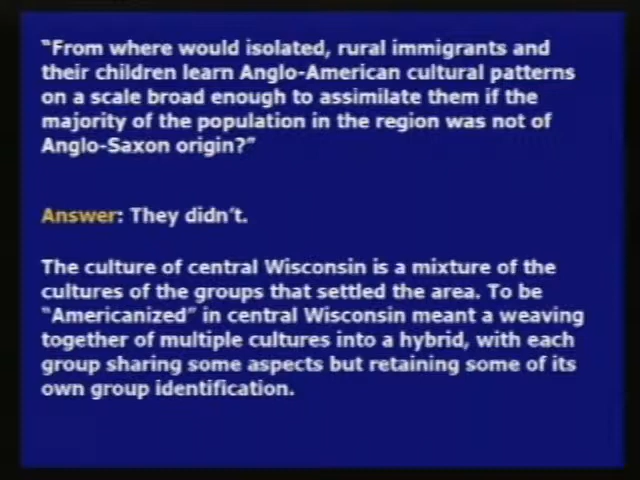 "From where would isolated, rural immigrants and
their children learn Anglo-American cultural patterns
on a scale broad enough to assimilate them if the
majority of the population in the region was not of
Anglo-Saxon origin?"
Answer: They didn't.
The culture of central Wisconsin is a mixture of the
cultures of the groups that settled the area. To be
"Americanized" in central Wisconsin meant a weaving
together of multiple cultures into a hybrid, with each
group sharing some aspects but retaining some of its
own group identification.